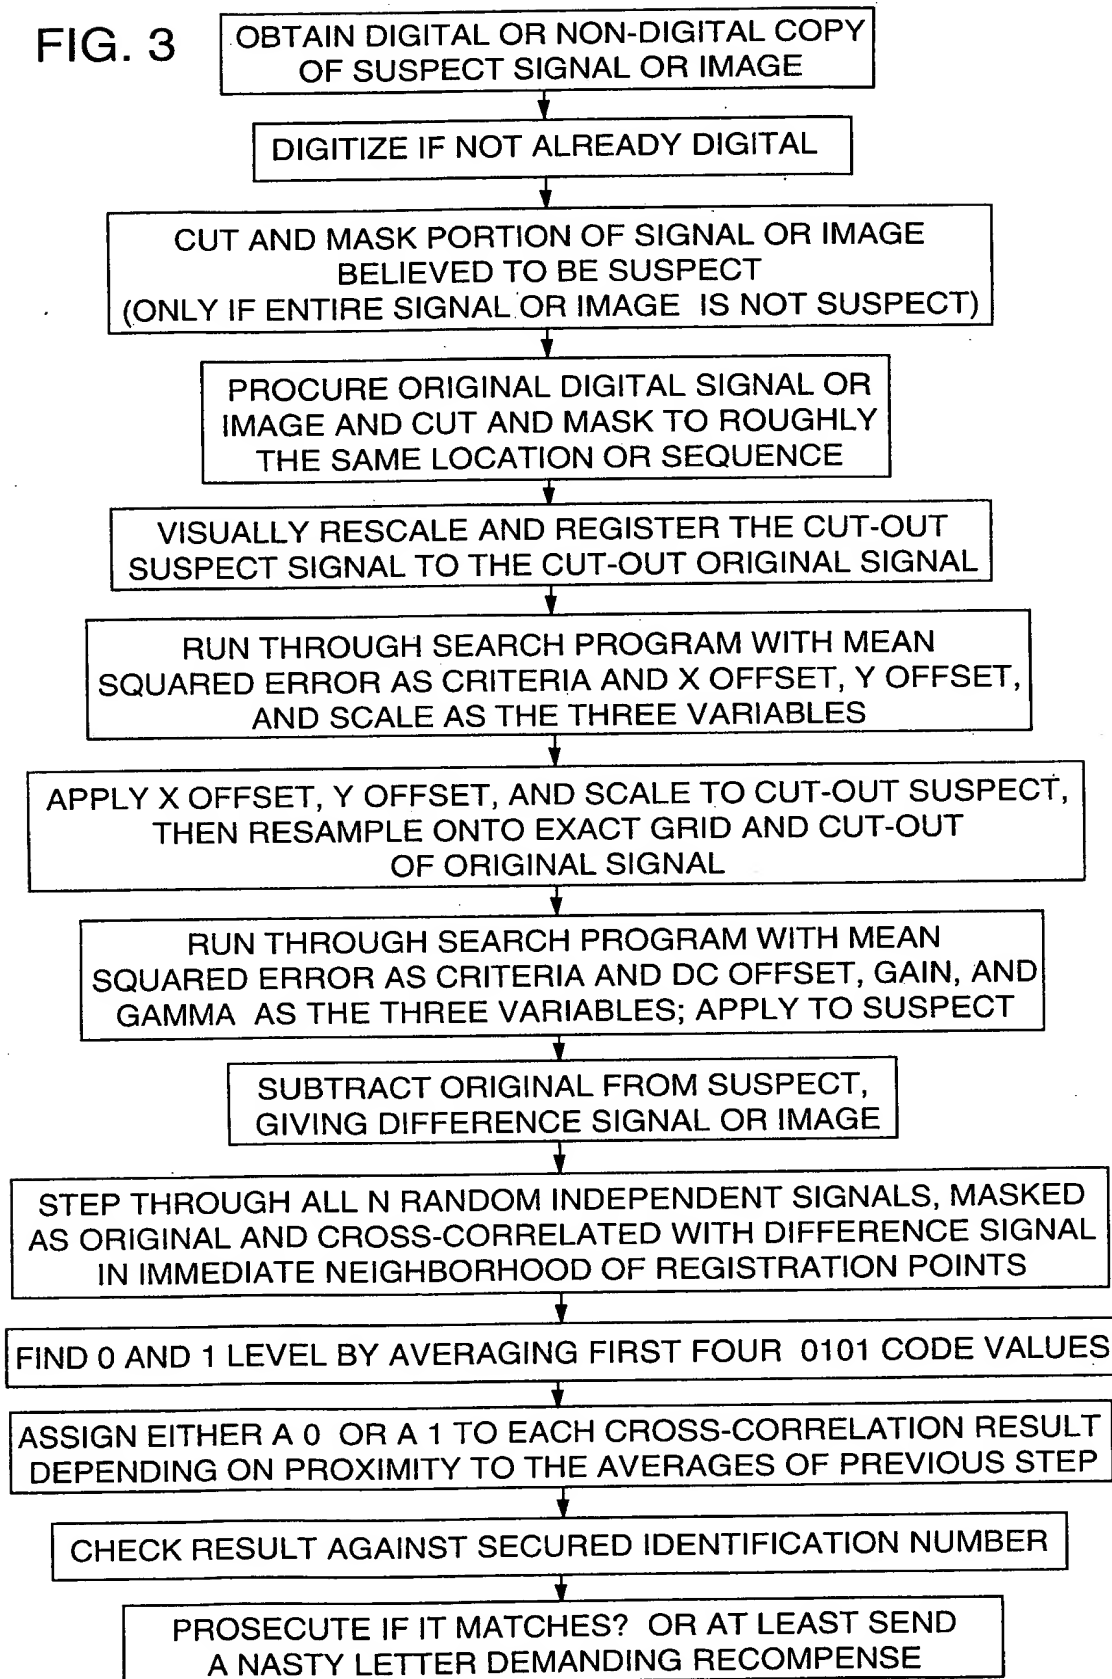 FIG. 3
OBTAIN DIGITAL OR NON-DIGITAL COPY
OF SUSPECT SIGNAL OR IMAGE
DIGITIZE IF NOT ALREADY DIGITAL
CUT AND MASK PORTION OF SIGNAL OR IMAGE
BELIEVED TO BE SUSPECT
(ONLY IF ENTIRE SIGNAL OR IMAGE IS NOT SUSPECT)
PROCURE ORIGINAL DIGITAL SIGNAL OR
IMAGE AND CUT AND MASK TO ROUGHLY
THE SAME LOCATION OR SEQUENCE
VISUALLY RESCALE AND REGISTER THE CUT-OUT
SUSPECT SIGNAL TO THE CUT-OUT ORIGINAL SIGNAL
RUN THROUGH SEARCH PROGRAM WITH MEAN
SQUARED ERROR AS CRITERIA AND X OFFSET, Y OFFSET,
AND SCALE AS THE THREE VARIABLES
APPLY X OFFSET, Y OFFSET, AND SCALE TO CUT-OUT SUSPECT,
THEN RESAMPLE ONTO EXACT GRID AND CUT-OUT
OF ORIGINAL SIGNAL
RUN THROUGH SEARCH PROGRAM WITH MEAN
SQUARED ERROR AS CRITERIA AND DC OFFSET, GAIN, AND
GAMMA AS THE THREE VARIABLES; APPLY TO SUSPECT
SUBTRACT ORIGINAL FROM SUSPECT,
GIVING DIFFERENCE SIGNAL OR IMAGE
STEP THROUGH ALL N RANDOM INDEPENDENT SIGNALS, MASKED
AS ORIGINAL AND CROSS-CORRELATED WITH DIFFERENCE SIGNAL
IN IMMEDIATE NEIGHBORHOOD OF REGISTRATION POINTS
FIND 0 AND 1 LEVEL BY AVERAGING FIRST FOUR 0101 CODE VALUES
ASSIGN EITHER A 0 OR A 1 TO EACH CROSS-CORRELATION RESULT
DEPENDING ON PROXIMITY TO THE AVERAGES OF PREVIOUS STEP
CHECK RESULT AGAINST SECURED IDENTIFICATION NUMBER
PROSECUTE IF IT MATCHES? OR AT LEAST SEND
A NASTY LETTER DEMANDING RECOMPENSE